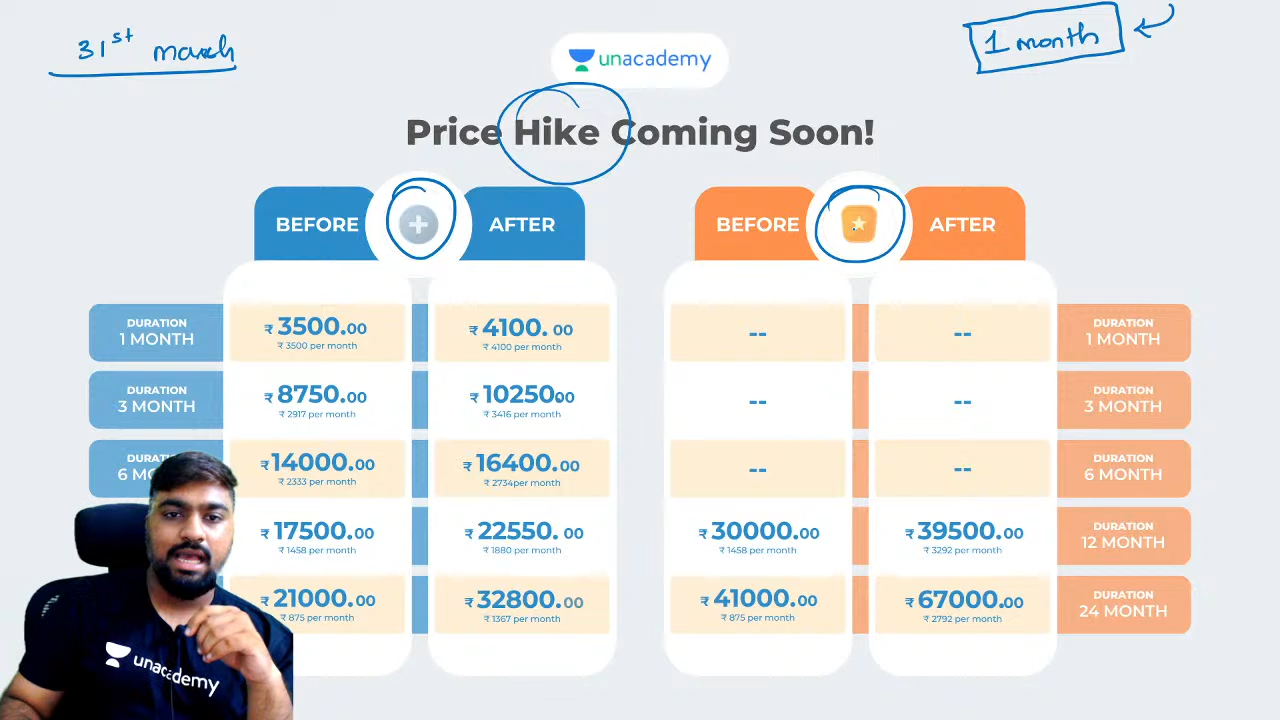 31st march
1 month
unacademy
Price Hike Coming Soon!
BEFORE
AFTER
BEFORE
AFTER
DURATION
1 MONTH
₹ 3500.00
₹ 3500 per month
₹ 4100. 00
₹ 4100 per month
--
--
DURATION
1 MONTH
DURATION
3 MONTH
₹ 8750.00
₹ 2917 per month
₹ 10250.00
₹ 3416 per month
--
--
DURATION
3 MONTH
DURATION
₹ 14000.00
₹ 2333 per month
₹ 16400.00
₹ 2734per month
--
--
DURATION
6 MONTH
₹ 17500.00
₹ 1458 per month
₹ 22550. 00
₹ 1880 per month
₹ 30000.00
₹ 1458 per month
₹ 39500.00
₹ 3292 per month
DURATION
12 MONTH
₹ 21000.00
₹ 875 per month
₹ 32800.00
₹ 1367 per month
₹ 41000.00
₹ 875 per month
₹ 67000.00
₹ 2792 per month
DURATION
24 MONTH
unacademy